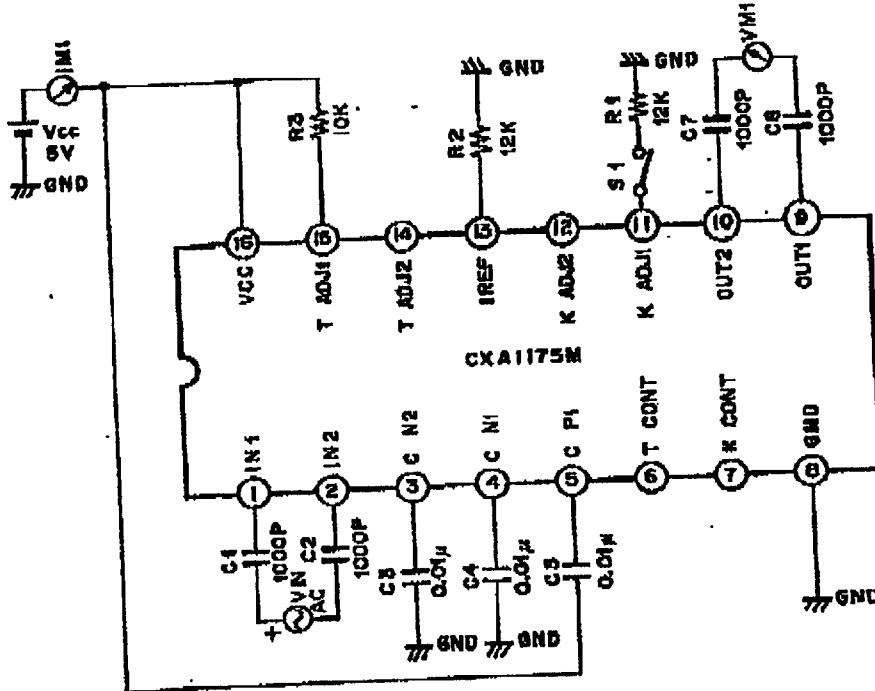 IM1
VM1
Vcc
5V
GND
R3
10K
GND
R2
12K
GND
R1
12K
S1
C7
1000P
C8
1000P
16
15
14
13
12
11
10
9
VCC
T ADJ1
T ADJ2
IREF
K ADJ2
K ADJ1
OUT2
OUT1
CXA1175M
IN1
IN2
C N2
C N1
C P1
T CONT
K CONT
GND
1
2
3
4
5
6
7
8
C1
1000P
C2
1000P
C3
0.01μ
C4
0.01μ
C5
0.01μ
+
VIN
AC
GND
GND
GND